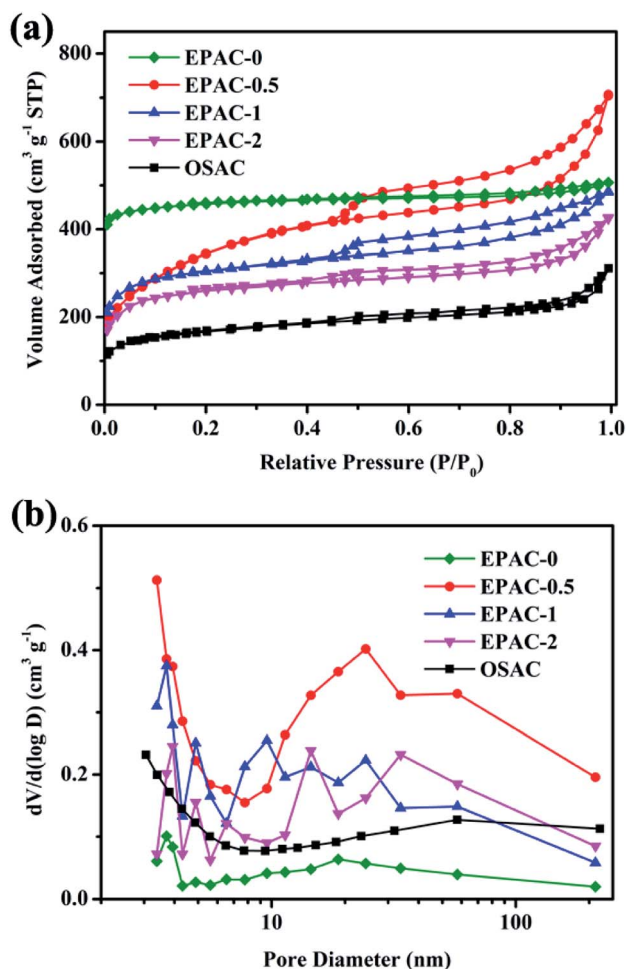 (a)
800
600
400
200
0
Volume Adsorbed (cm³ g⁻¹ STP)
EPAC-0
EPAC-0.5
EPAC-1
EPAC-2
OSAC
0.0 0.2 0.4 0.6 0.8 1.0
Relative Pressure (P/P₀)
(b)
0.6
0.4
0.2
0.0
dV/d(log D) (cm³ g⁻¹)
EPAC-0
EPAC-0.5
EPAC-1
EPAC-2
OSAC
10 100
Pore Diameter (nm)